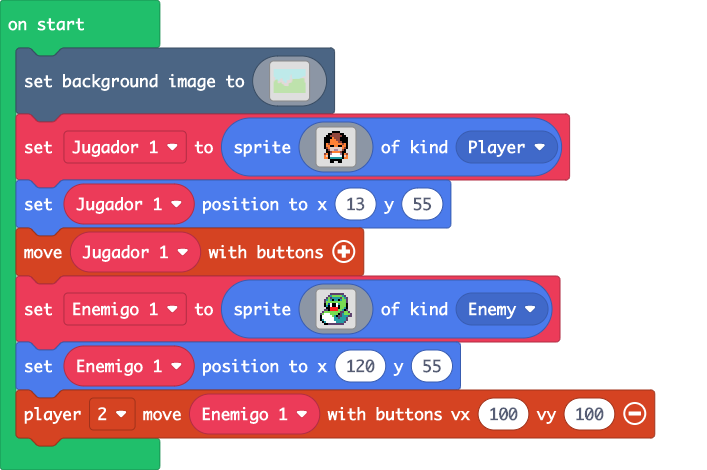 on start
set background image to
set Jugador 1 to sprite of kind Player
set Jugador 1 position to x 13 y 55
move Jugador 1 with buttons
set Enemigo 1 to sprite of kind Enemy
set Enemigo 1 position to x 120 y 55
player 2 move Enemigo 1 with buttons vx 100 vy 100